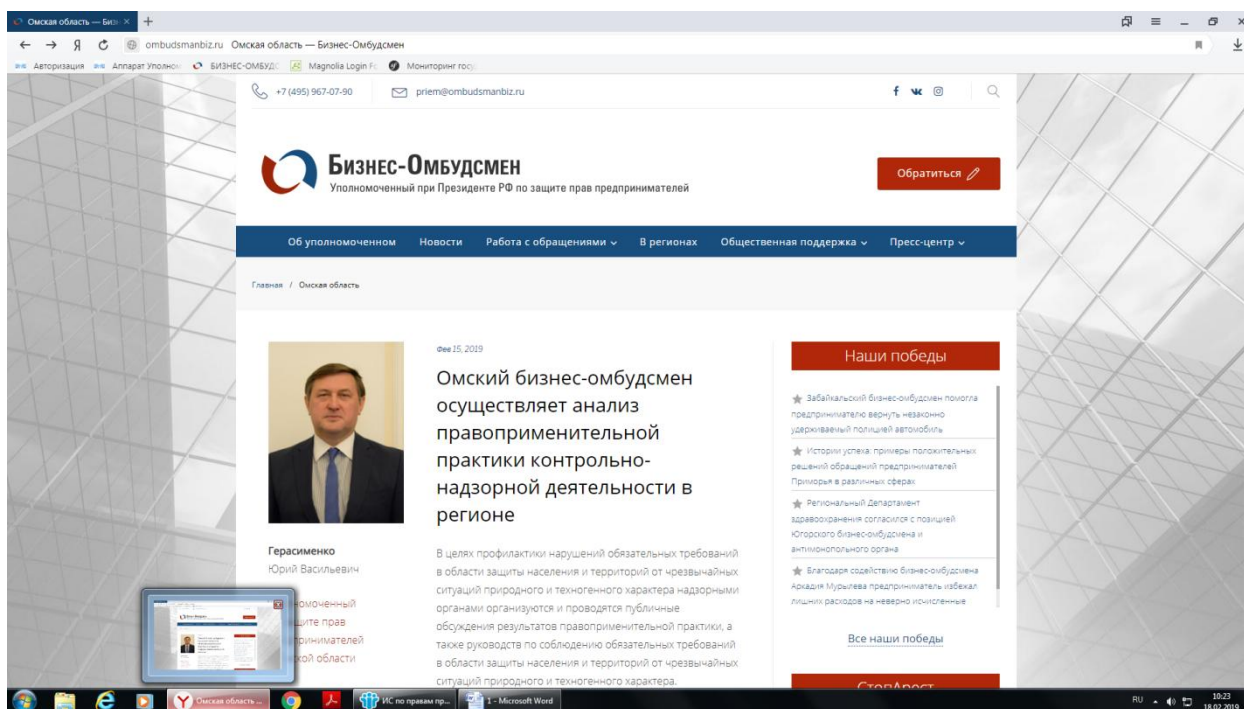 Омская область — Биз
ombudsmanbiz.ru Омская область — Бизнес-Омбудсмен
Авторизация Аппарат Уполном БИЗНЕС-ОМБУДС Magnolia Login Fo Мониторинг госу
+7 (495) 967-07-90 priem@ombudsmanbiz.ru
БИЗНЕС-ОМБУДСМЕН
Уполномоченный при Президенте РФ по защите прав предпринимателей
Обратиться
Об уполномоченном Новости Работа с обращениями В регионах Общественная поддержка Пресс-центр
Главная / Омская область
Герасименко
Юрий Васильевич
номоченный
щите прав
принимателей
кой области
Фев 15, 2019
Омский бизнес-омбудсмен
осуществляет анализ
правоприменительной
практики контрольно-
надзорной деятельности в
регионе
В целях профилактики нарушений обязательных требований
в области защиты населения и территорий от чрезвычайных
ситуаций природного и техногенного характера надзорными
органами организуются и проводятся публичные
обсуждения результатов правоприменительной практики, а
также руководств по соблюдению обязательных требований
в области защиты населения и территорий от чрезвычайных
ситуаций природного и техногенного характера.
Наши победы
Забайкальский бизнес-омбудсмен помогла
предпринимателю вернуть незаконно
удерживаемый полицией автомобиль
Истории успеха: примеры положительных
решений обращений предпринимателей
Приморья в различных сферах
Региональный Департамент
здравоохранения согласился с позицией
Югорского бизнес-омбудсмена и
антимонопольного органа
Благодаря содействию бизнес-омбудсмена
Аркадия Мурылева предприниматель избежал
лишних расходов на неверно исчисленные
Все наши победы
СтопАрест
Омская область ... ИС по правам пр... 1 - Microsoft Word RU 10:23
18.02.2019